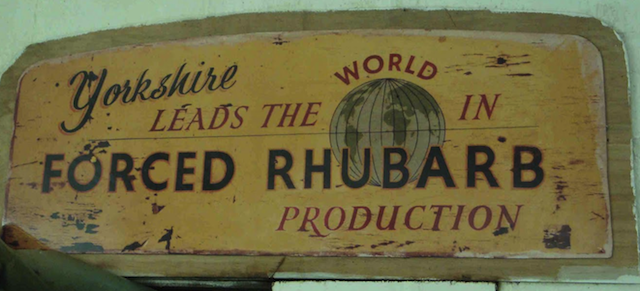 Yorkshire
LEADS THE WORLD IN
FORCED RHUBARB
PRODUCTION